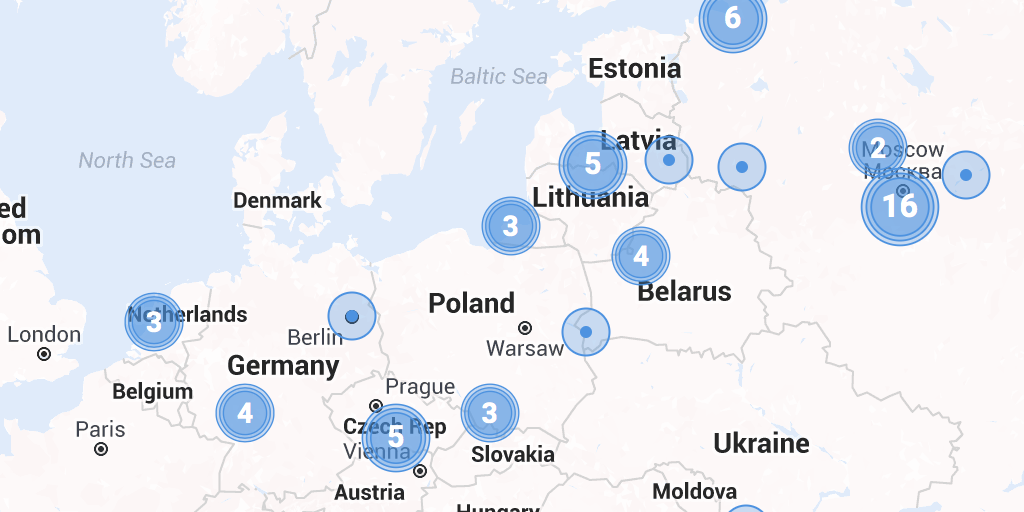 6
Estonia
Baltic Sea
Latvia
2
Moscow
Москва
North Sea
5
Denmark
Lithuania
16
ed
om
3
4
Belarus
Poland
Netherlands
3
London
Berlin
Warsaw
Germany
Prague
Belgium
4
3
Czech Rep
5
Paris
Vienna
Slovakia
Ukraine
Austria
Moldova
Hungary